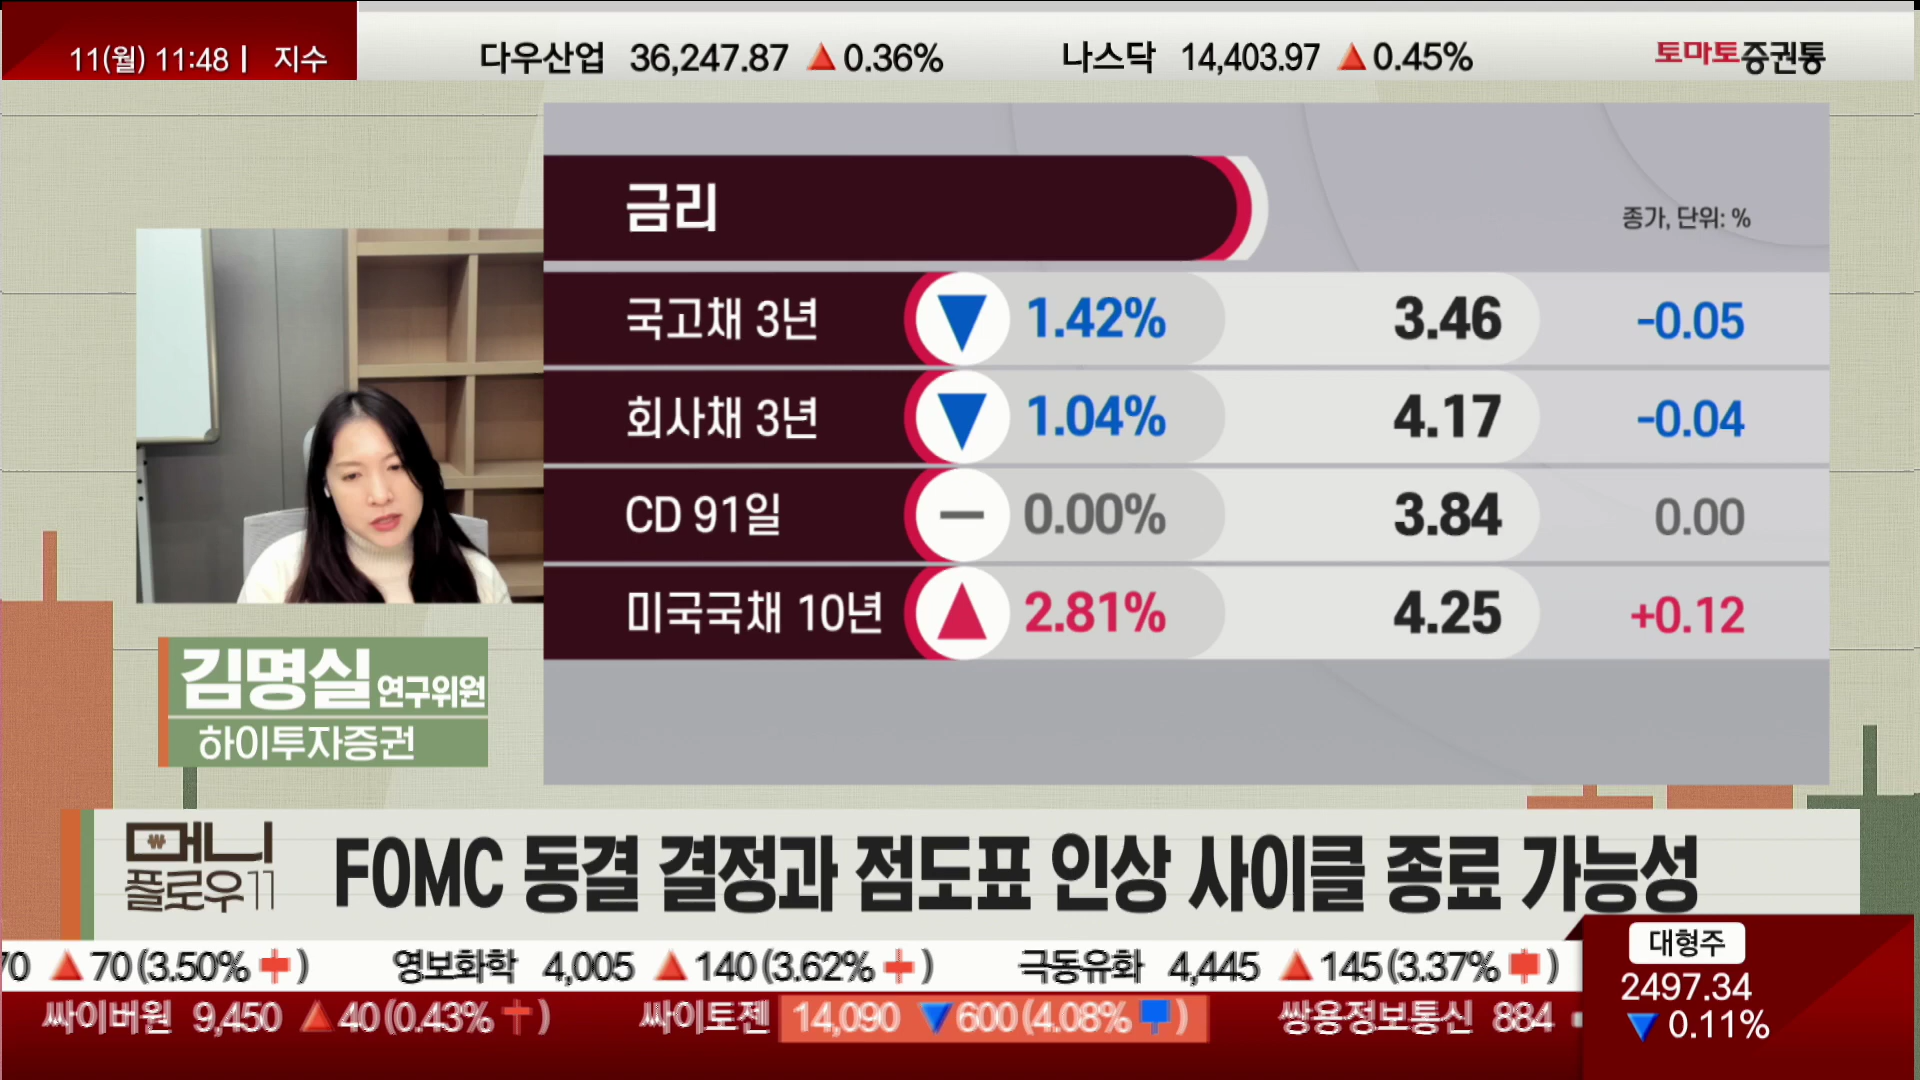 11(월) 11:48 | 지수
다우산업 36,247.87 ▲ 0.36% 나스닥 14,403.97 ▲ 0.45%
토마토증권통
금리
종가, 단위: %
국고채 3년 ▼ 1.42% 3.46 -0.05
회사채 3년 ▼ 1.04% 4.17 -0.04
CD 91일 — 0.00% 3.84 0.00
미국국채 10년 ▲ 2.81% 4.25 +0.12
김명실 연구위원
하이투자증권
머니
플로우11
FOMC 동결 결정과 점도표 인상 사이클 종료 가능성
70 ▲ 70(3.50% ) 영보화학 4,005 ▲ 140(3.62% ) 극동유화 4,445 ▲ 145(3.37% )
싸이버원 9,450 ▲ 40(0.43% ) 싸이토젠 14,090 ▼ 600(4.08% ) 쌍용정보통신 884
대형주
2497.34
▼ 0.11%